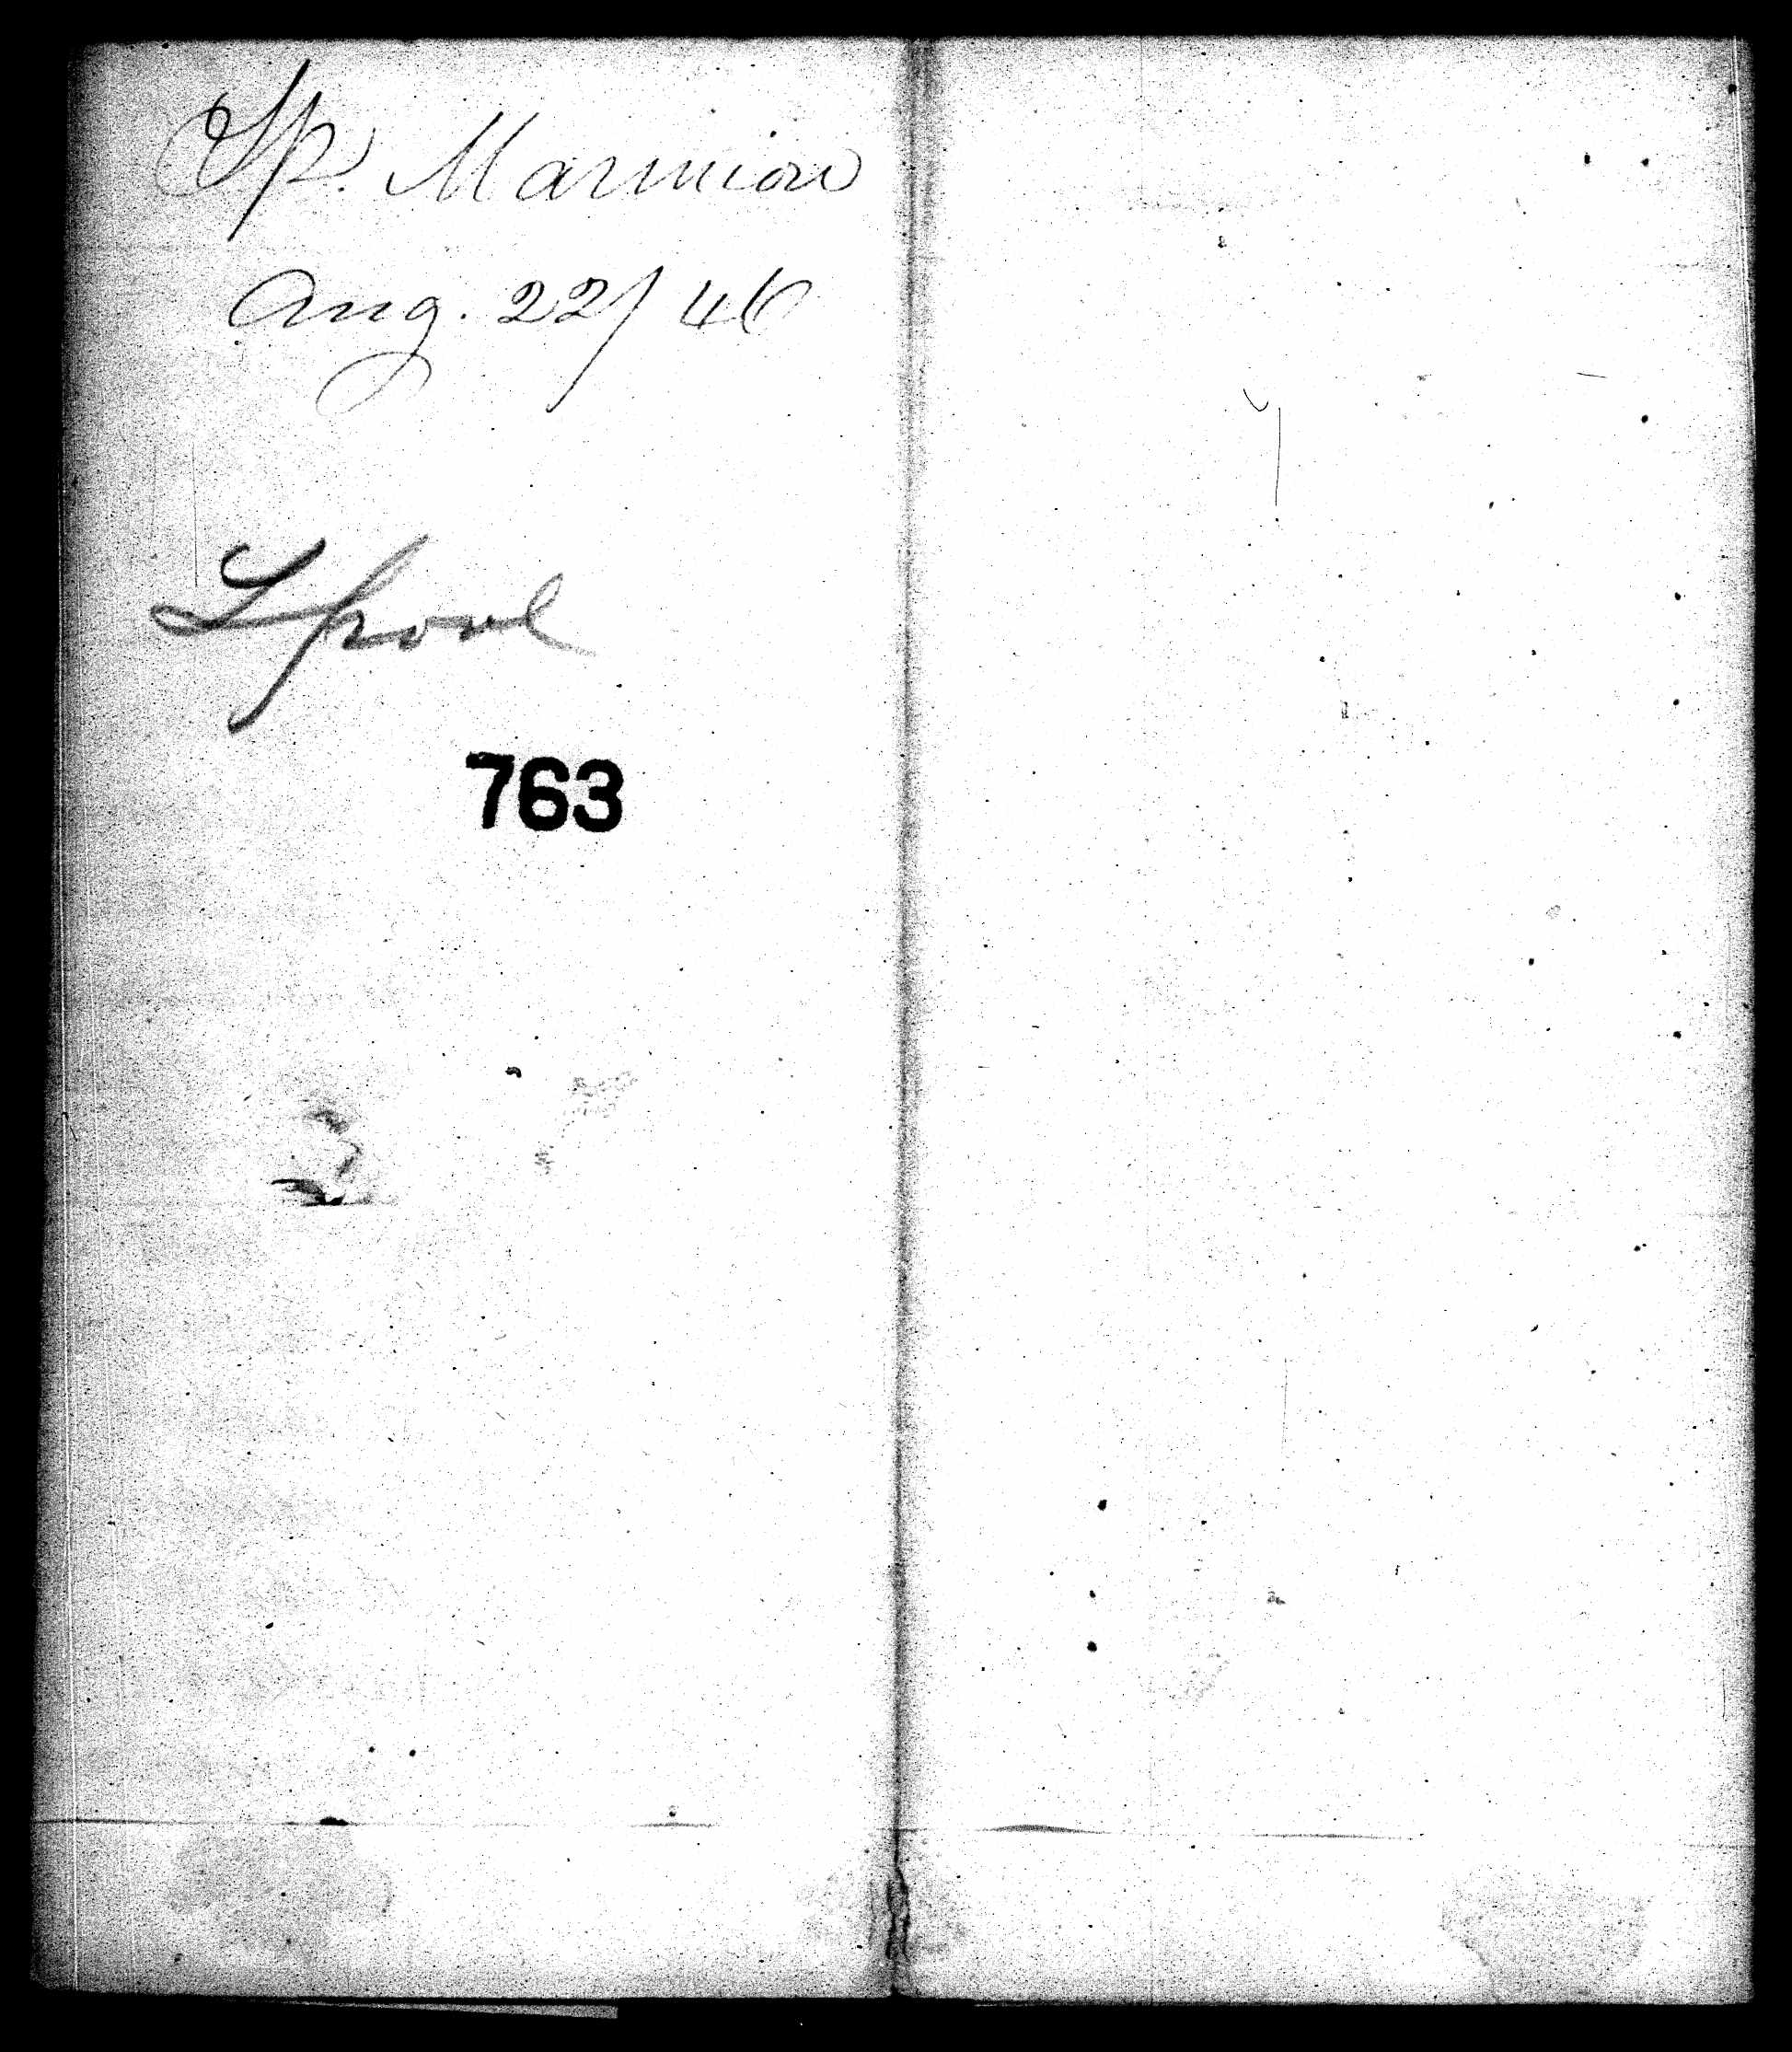 Sp. Marmion
Aug. 22/46
Lpool
763